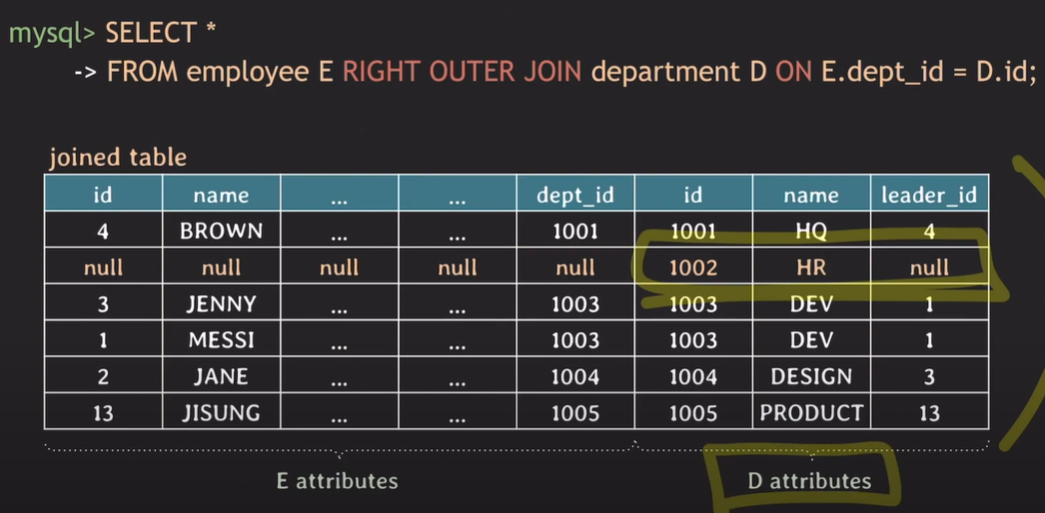 mysql> SELECT *
-> FROM employee E RIGHT OUTER JOIN department D ON E.dept_id = D.id;
joined table
id name ... ... dept_id id name leader_id
4 BROWN ... ... 1001 1001 HQ 4
null null null null null 1002 HR null
3 JENNY ... ... 1003 1003 DEV 1
1 MESSI ... ... 1003 1003 DEV 1
2 JANE ... ... 1004 1004 DESIGN 3
13 JISUNG ... ... 1005 1005 PRODUCT 13
E attributes D attributes